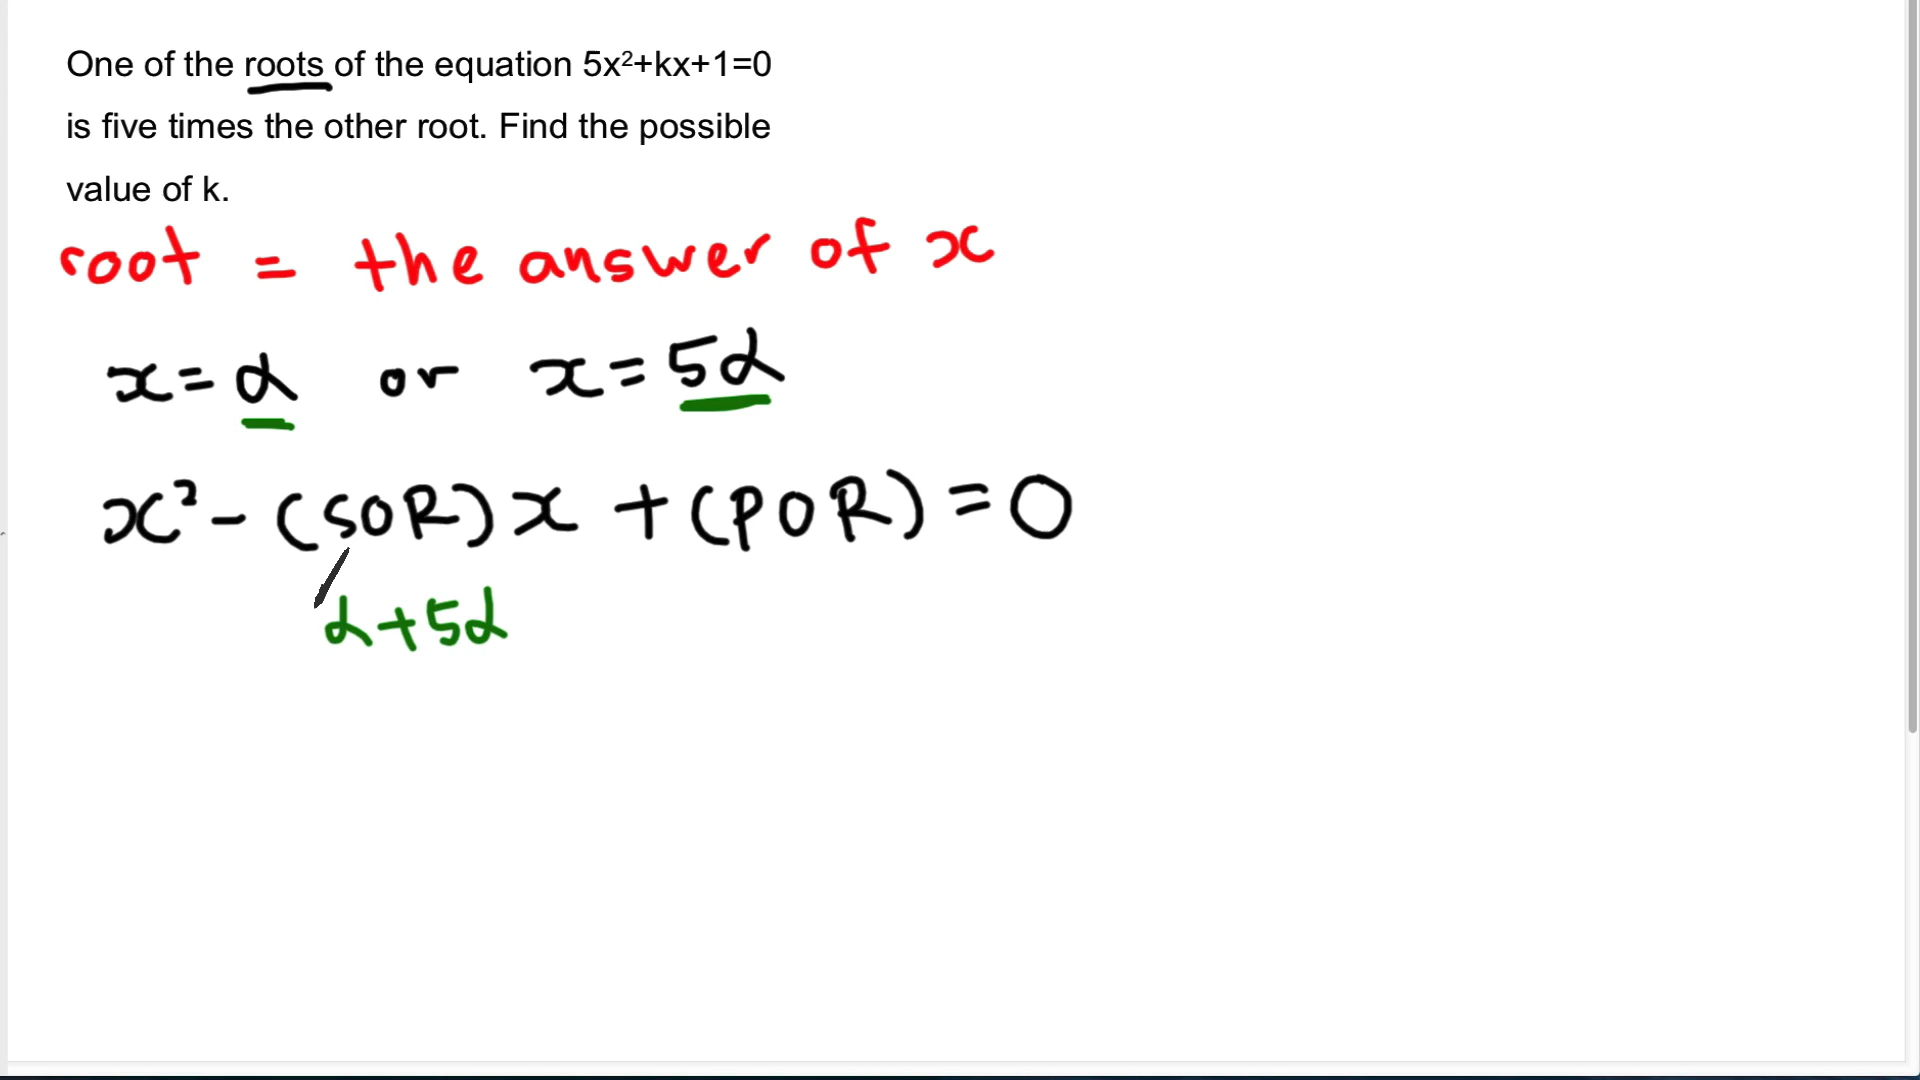 One of the roots of the equation 5x²+kx+1=0
is five times the other root. Find the possible
value of k.
root = the answer of x
x = α or x = 5α
x² - (SOR)x + (POR) = 0
α+5α